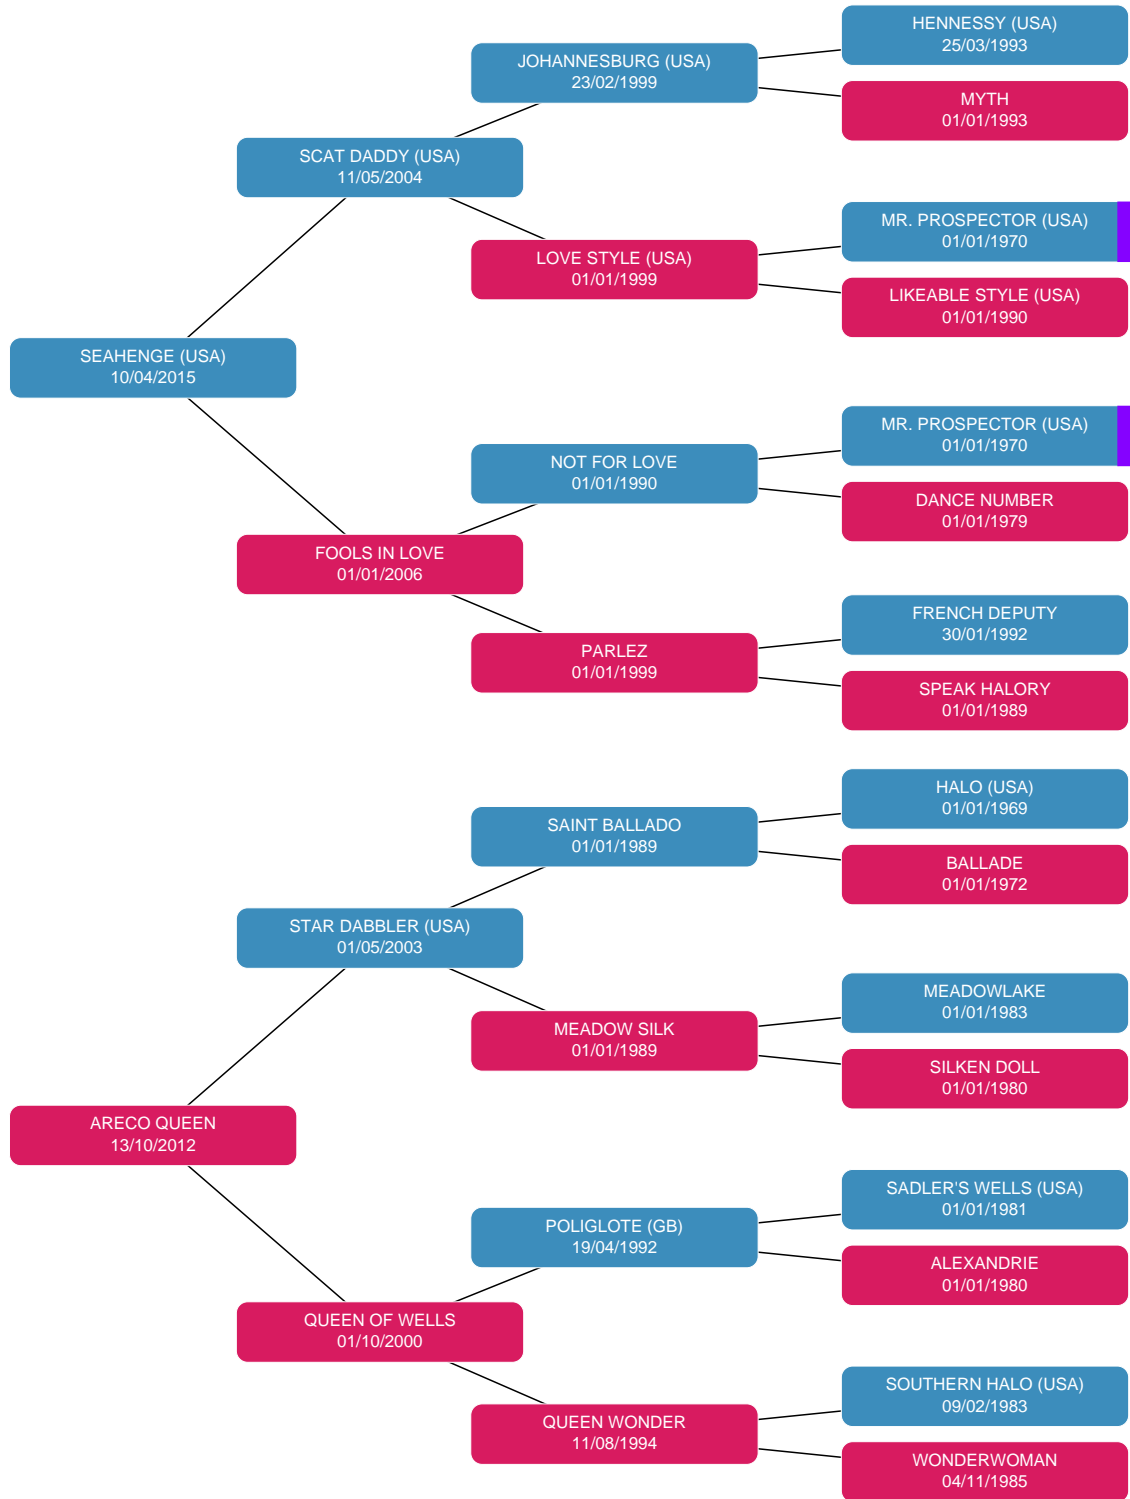 HENNESSY (USA)
25/03/1993
JOHANNESBURG (USA)
23/02/1999
MYTH
01/01/1993
SCAT DADDY (USA)
11/05/2004
MR. PROSPECTOR (USA)
01/01/1970
LOVE STYLE (USA)
01/01/1999
LIKEABLE STYLE (USA)
01/01/1990
SEAHENGE (USA)
10/04/2015
MR. PROSPECTOR (USA)
01/01/1970
NOT FOR LOVE
01/01/1990
DANCE NUMBER
01/01/1979
FOOLS IN LOVE
01/01/2006
FRENCH DEPUTY
30/01/1992
PARLEZ
01/01/1999
SPEAK HALORY
01/01/1989
HALO (USA)
01/01/1969
SAINT BALLADO
01/01/1989
BALLADE
01/01/1972
STAR DABBLER (USA)
01/05/2003
MEADOWLAKE
01/01/1983
MEADOW SILK
01/01/1989
SILKEN DOLL
01/01/1980
ARECO QUEEN
13/10/2012
SADLER'S WELLS (USA)
01/01/1981
POLIGLOTE (GB)
19/04/1992
ALEXANDRIE
01/01/1980
QUEEN OF WELLS
01/10/2000
SOUTHERN HALO (USA)
09/02/1983
QUEEN WONDER
11/08/1994
WONDERWOMAN
04/11/1985